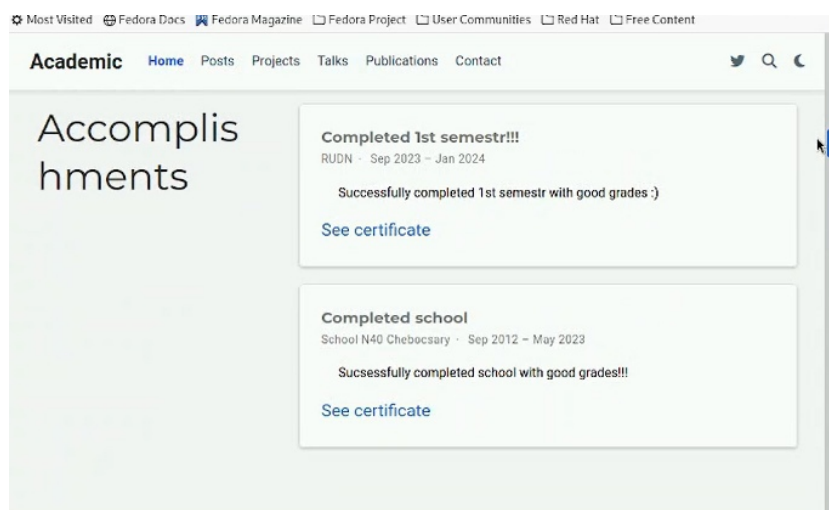 Most Visited Fedora Docs Fedora Magazine Fedora Project User Communities Red Hat Free Content
Academic Home Posts Projects Talks Publications Contact
Accomplis
hments
Completed 1st semestr!!!
RUDN · Sep 2023 – Jan 2024
Successfully completed 1st semestr with good grades :)
See certificate
Completed school
School N40 Chebocsary · Sep 2012 – May 2023
Sucsessfully completed school with good grades!!!
See certificate